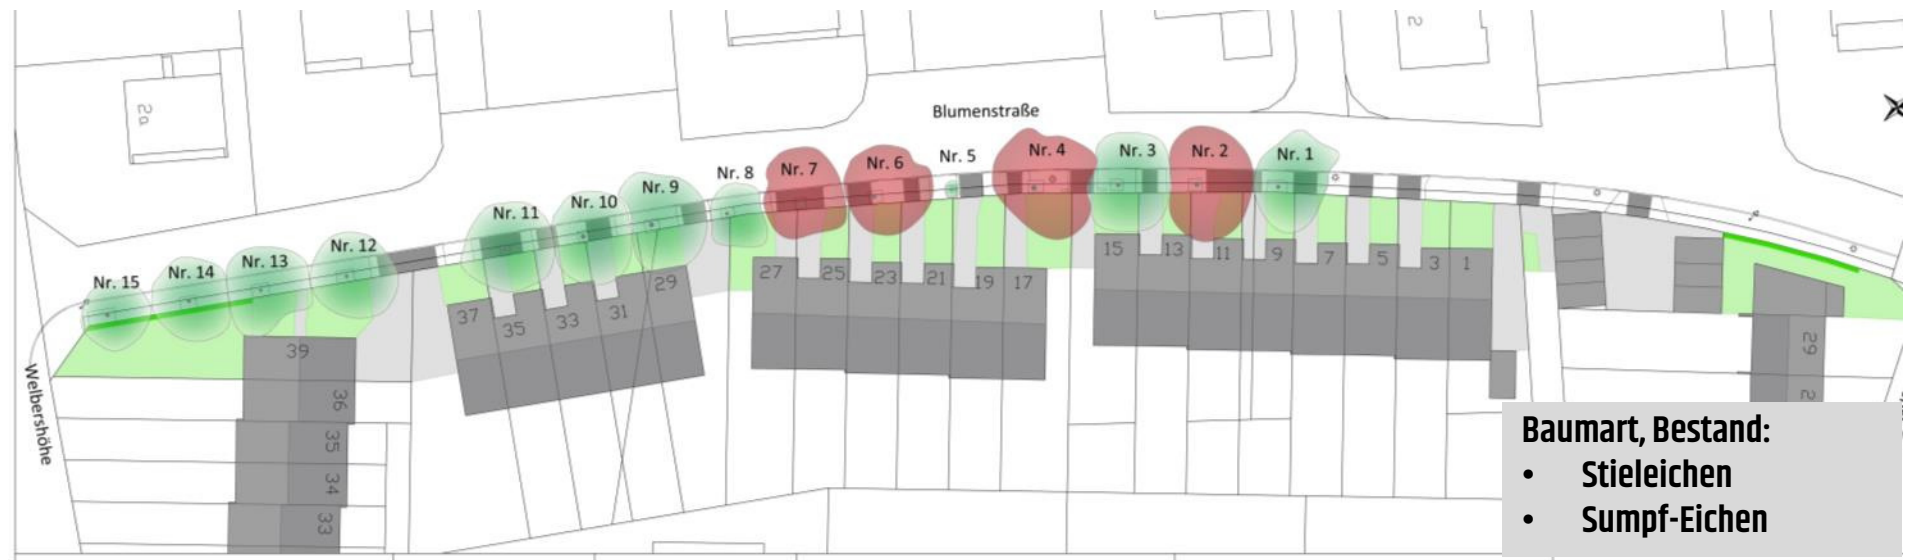 2a
2
Blumenstraße
Nr. 15
Nr. 14
Nr. 13
Nr. 12
Nr. 11
Nr. 10
Nr. 9
Nr. 8
Nr. 7
Nr. 6
Nr. 5
Nr. 4
Nr. 3
Nr. 2
Nr. 1
39
37
35
33
31
29
27
25
23
21
19
17
15
13
11
9
7
5
3
1
29
2
36
35
34
33
Welbershöhe
Baumart, Bestand:
• Stieleichen
• Sumpf-Eichen